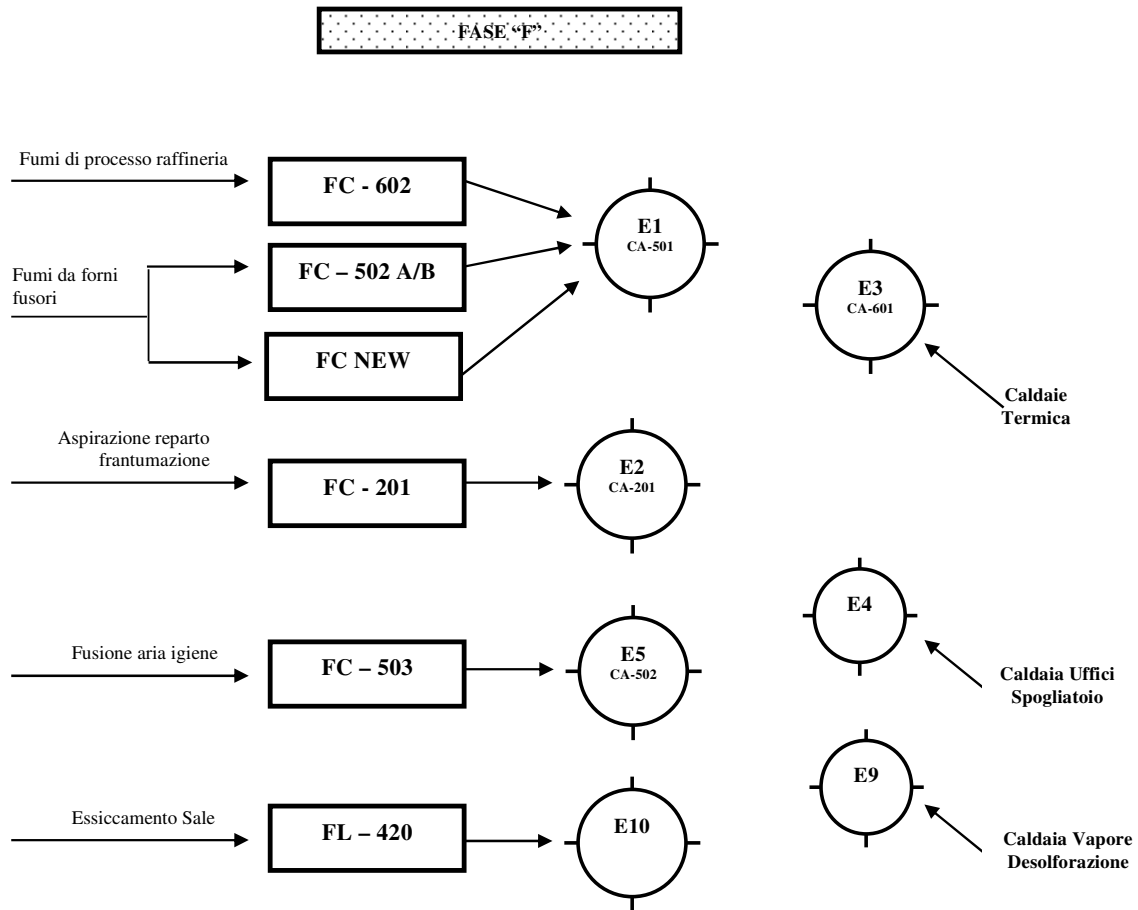 FASE “F”
Fumi di processo raffineria
FC - 602
E1
CA-501
FC – 502 A/B
Fumi da forni
fusori
FC NEW
E3
CA-601
Caldaie
Termica
Aspirazione reparto
frantumazione
FC - 201
E2
CA-201
E4
Caldaia Uffici
Spogliatoio
Fusione aria igiene
FC – 503
E5
CA-502
E9
Caldaia Vapore
Desolforazione
Essiccamento Sale
FL – 420
E10